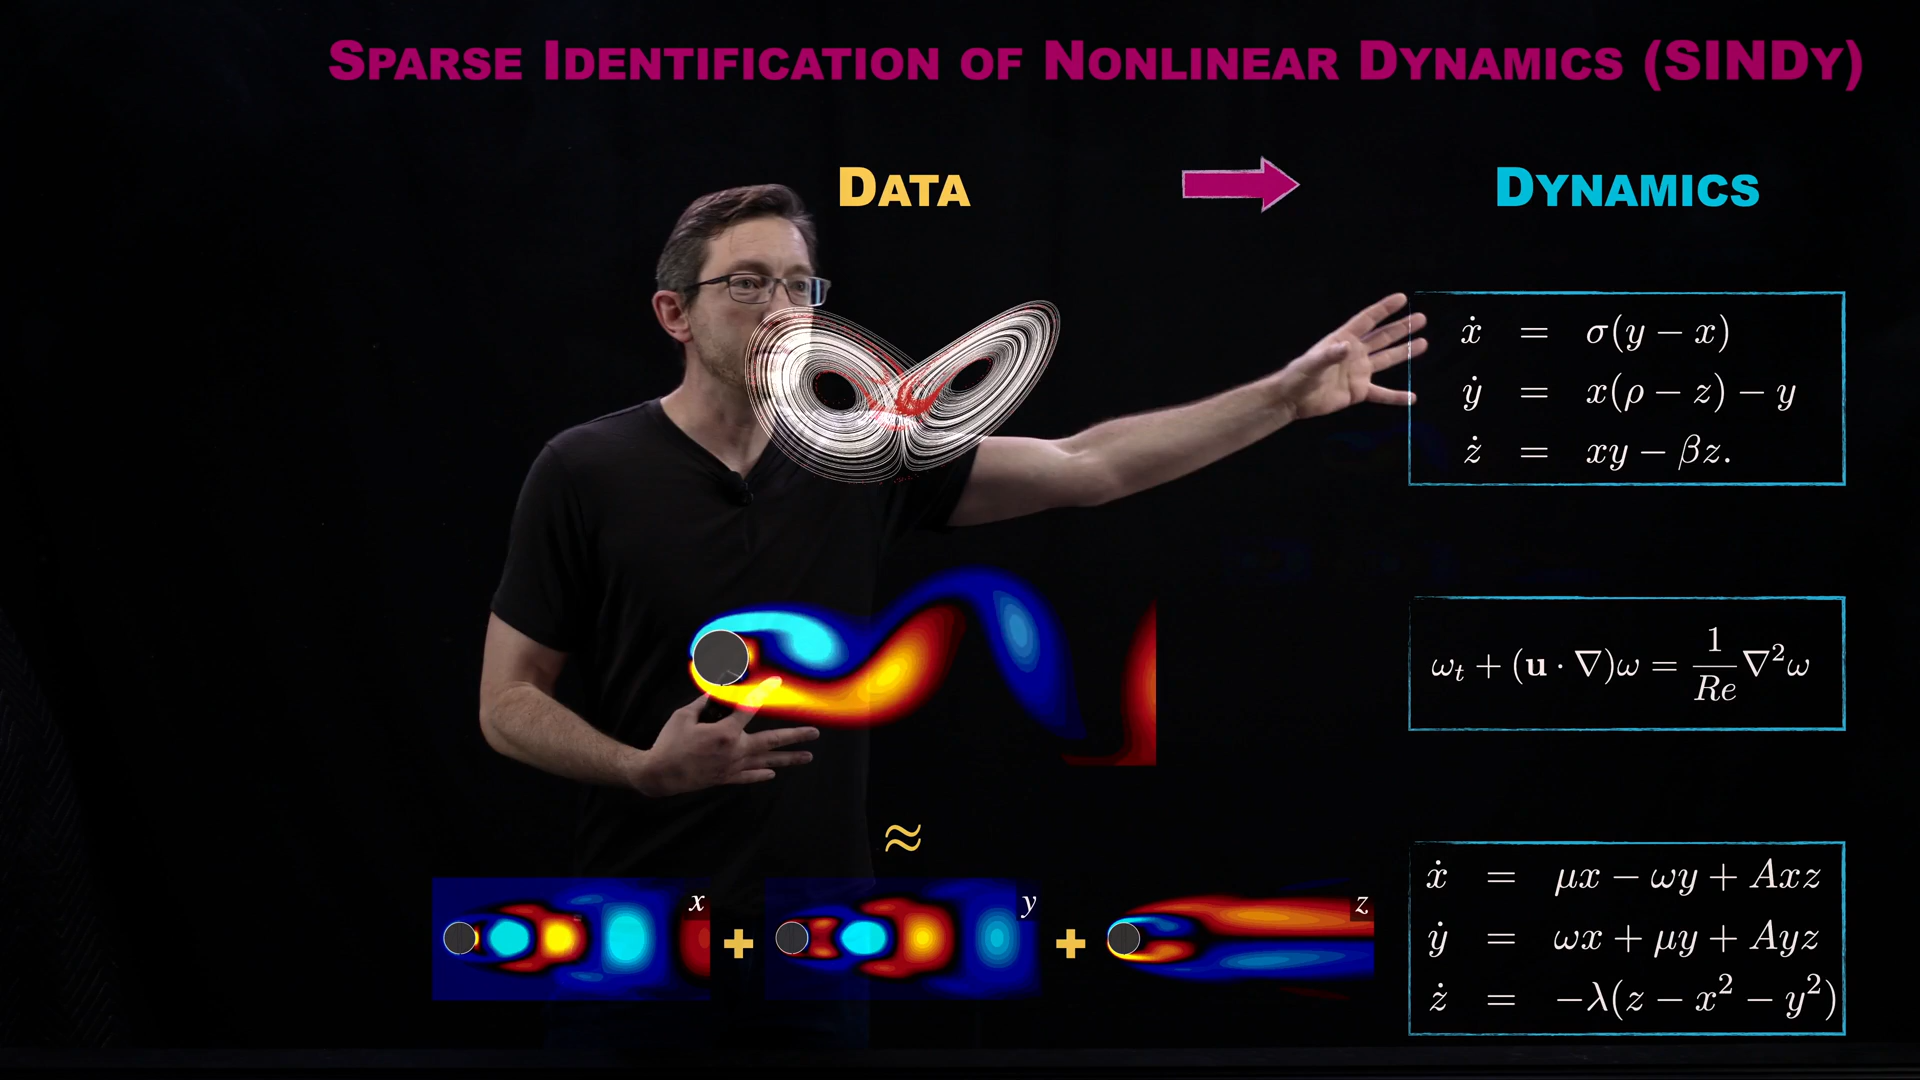 SPARSE IDENTIFICATION OF NONLINEAR DYNAMICS (SINDY)
DATA
DYNAMICS
ẋ = σ(y − x)
ẏ = x(ρ − z) − y
ż = xy − βz.
ωₜ + (u · ∇)ω = 1/Re ∇²ω
≈
x + y + z
ẋ = μx − ωy + Axz
ẏ = ωx + μy + Ayz
ż = −λ(z − x² − y²)